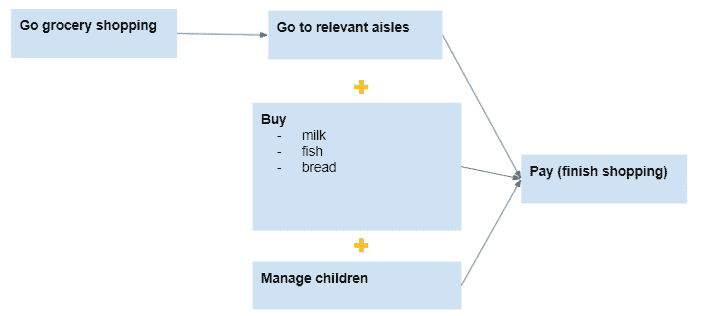 Go grocery shopping
Go to relevant aisles
Buy
- milk
- fish
- bread
Pay (finish shopping)
Manage children